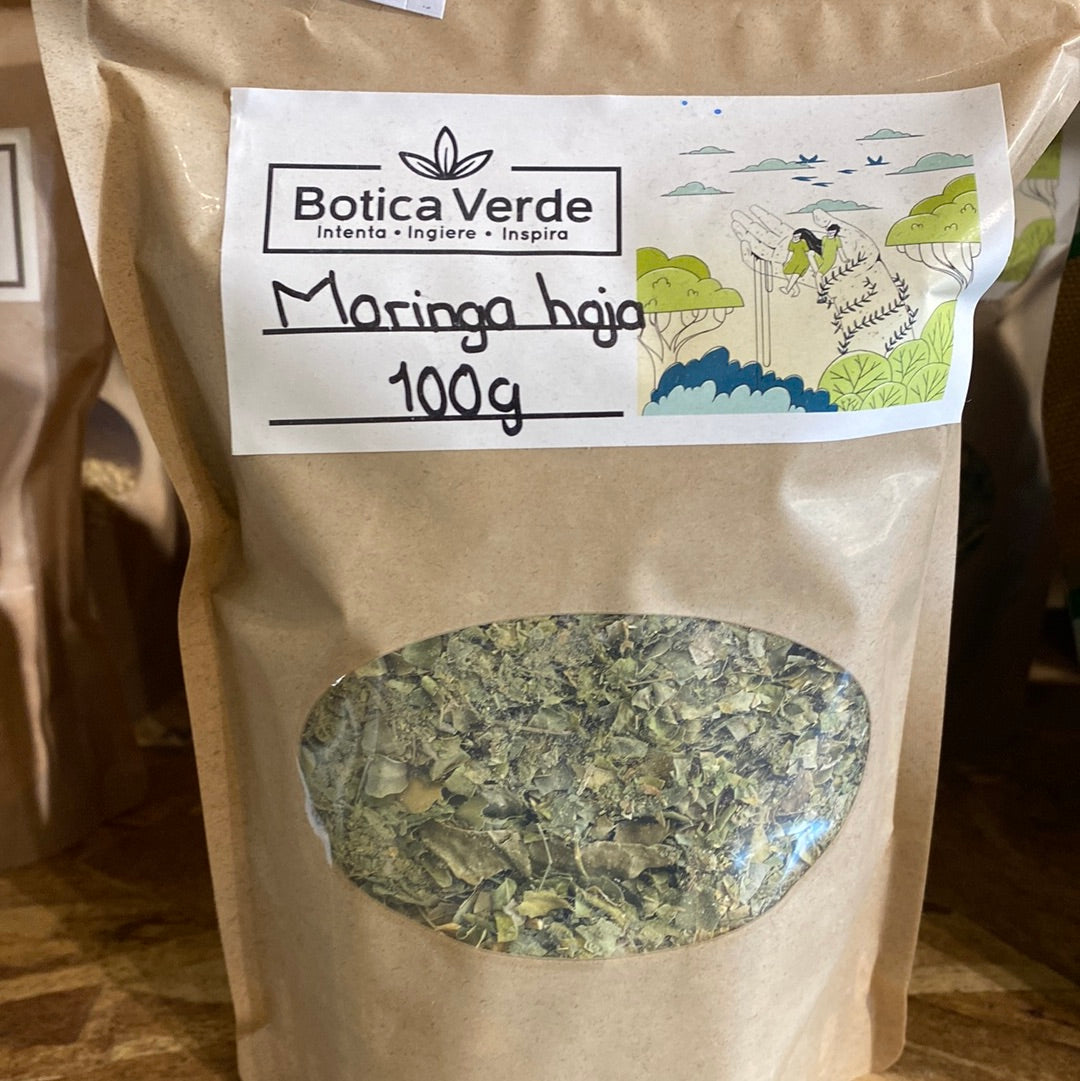 Botica Verde
Intenta • Ingiere • Inspira
Moringa hoja
100g